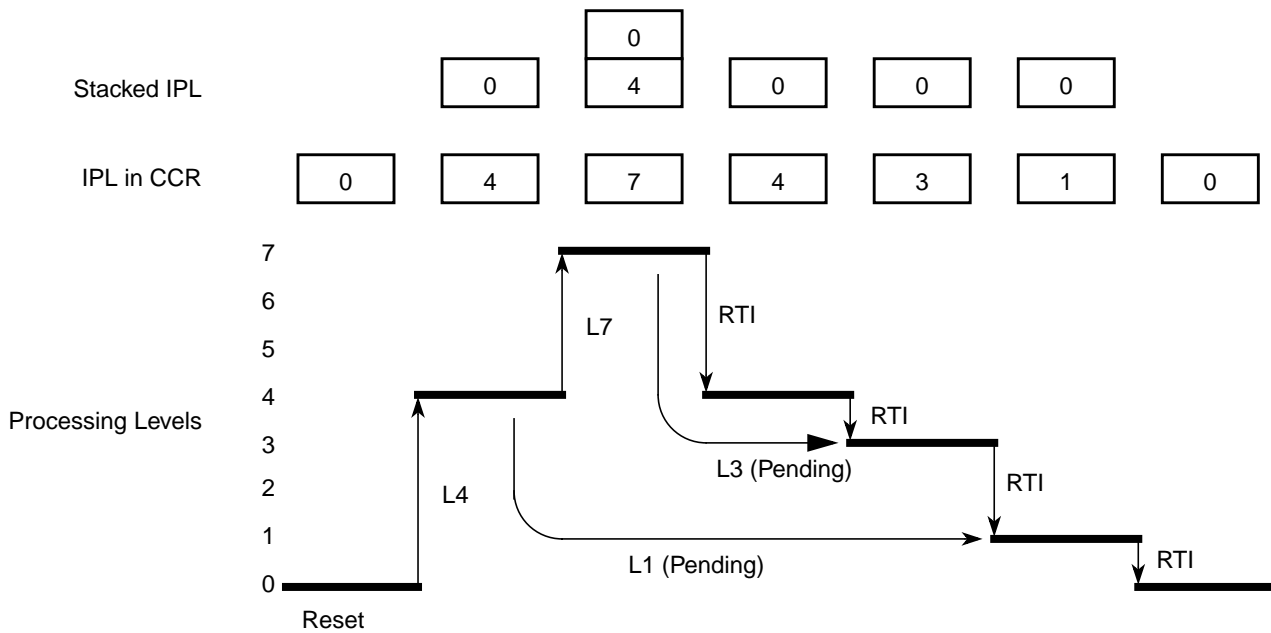 0
Stacked IPL 0 4 0 0 0
IPL in CCR 0 4 7 4 3 1 0
7
6
RTI
L7
5
4
Processing Levels
RTI
3
L3 (Pending)
RTI
2
L4
1
L1 (Pending)
RTI
0
Reset